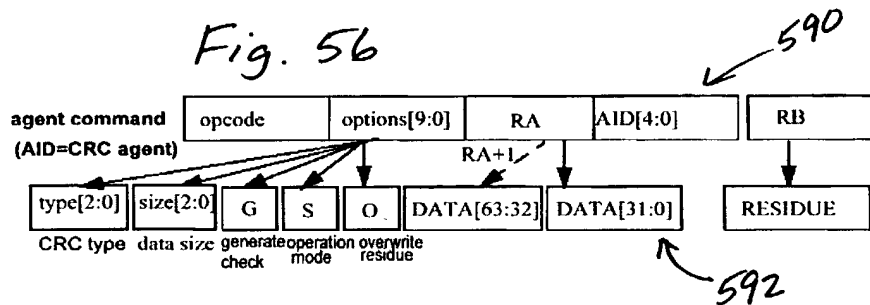 Fig. 56
590
agent command
(AID=CRC agent)
opcode
options[9:0]
RA
AID[4:0]
RB
RA+1
type[2:0]
size[2:0]
G
S
O
DATA[63:32]
DATA[31:0]
RESIDUE
CRC type
data size
generate
check
operation
mode
overwrite
residue
592